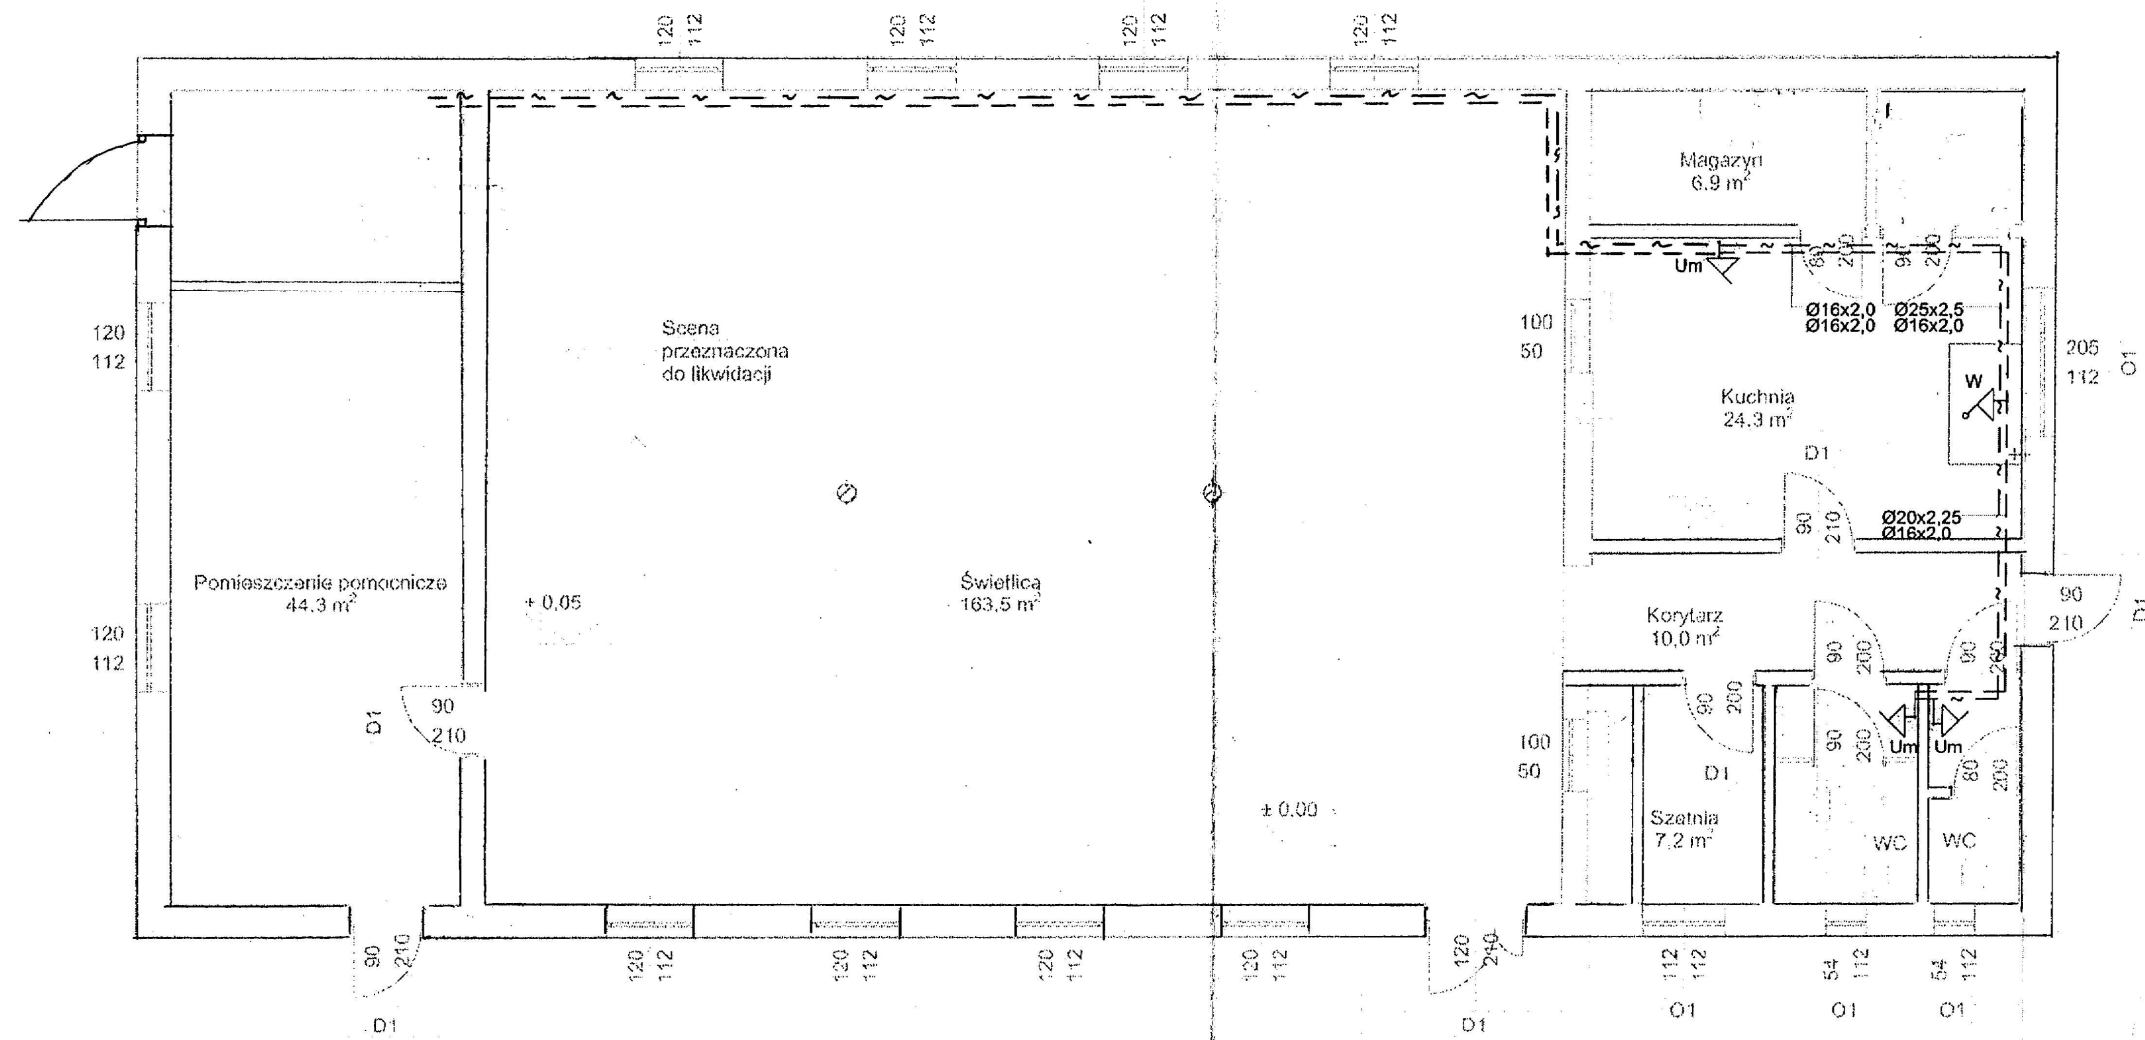 120
112
120
112
120
112
120
112
Magazyn
6.9 m²
Um
80
200
90
200
Ø16x2,0
Ø16x2,0
Ø25x2,5
Ø16x2,0
120
112
Scena
przeznaczona
do likwidacji
100
50
205
112
O1
W
Kuchnia
24.3 m²
D1
90
210
Ø20x2,25
Ø16x2,0
Pomieszczenie pomocnicze
44.3 m²
+ 0,05
Świetlica
163,5 m²
Korytarz
10,0 m²
90
210
D1
120
112
90
200
90
200
90
210
D1
90
200
100
50
D1
90
200
Um
Um
80
200
± 0.00
Szatnia
7,2 m²
WC
WC
90
210
D1
120
112
120
112
120
112
120
112
120
210
D1
112
112
O1
54
112
O1
54
112
O1